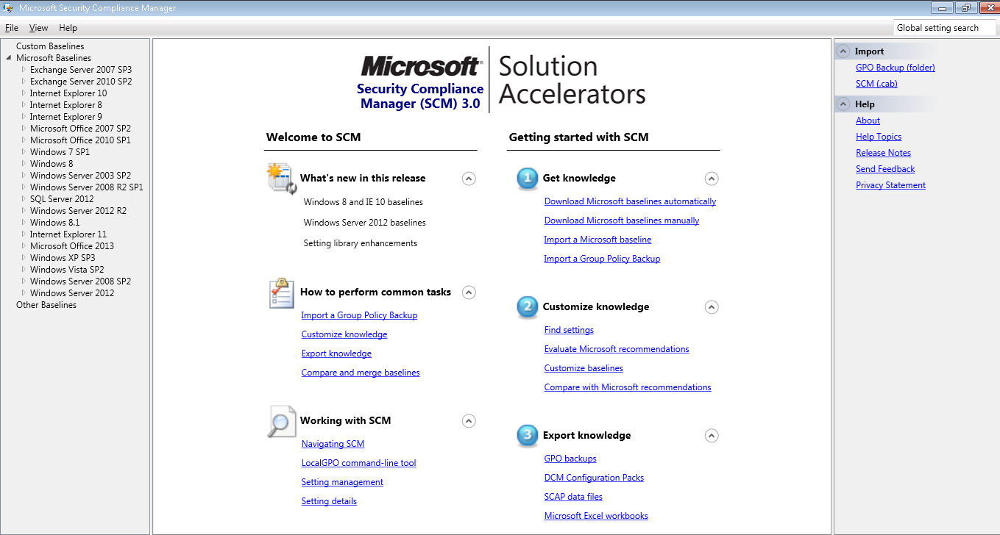 Microsoft Security Compliance Manager
File View Help
Global setting search
Custom Baselines
Microsoft Baselines
Exchange Server 2007 SP3
Exchange Server 2010 SP2
Internet Explorer 10
Internet Explorer 8
Internet Explorer 9
Microsoft Office 2007 SP2
Microsoft Office 2010 SP1
Windows 7 SP1
Windows 8
Windows Server 2003 SP2
Windows Server 2008 R2 SP1
SQL Server 2012
Windows Server 2012 R2
Windows 8.1
Internet Explorer 11
Microsoft Office 2013
Windows XP SP3
Windows Vista SP2
Windows Server 2008 SP2
Windows Server 2012
Other Baselines
Microsoft
Security Compliance
Manager (SCM) 3.0
Solution
Accelerators
Welcome to SCM
What's new in this release
Windows 8 and IE 10 baselines
Windows Server 2012 baselines
Setting library enhancements
How to perform common tasks
Import a Group Policy Backup
Customize knowledge
Export knowledge
Compare and merge baselines
Working with SCM
Navigating SCM
LocalGPO command-line tool
Setting management
Setting details
Getting started with SCM
1 Get knowledge
Download Microsoft baselines automatically
Download Microsoft baselines manually
Import a Microsoft baseline
Import a Group Policy Backup
2 Customize knowledge
Find settings
Evaluate Microsoft recommendations
Customize baselines
Compare with Microsoft recommendations
3 Export knowledge
GPO backups
DCM Configuration Packs
SCAP data files
Microsoft Excel workbooks
Import
GPO Backup (folder)
SCM (.cab)
Help
About
Help Topics
Release Notes
Send Feedback
Privacy Statement